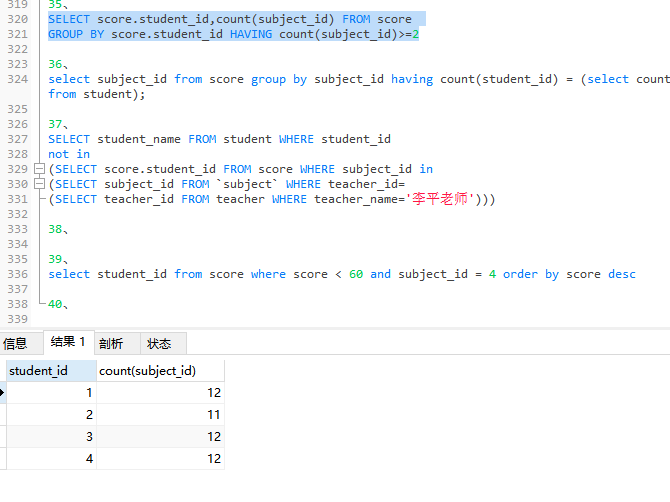 319 35、
320 SELECT score.student_id,count(subject_id) FROM score
321 GROUP BY score.student_id HAVING count(subject_id)>=2
322
323 36、
324 select subject_id from score group by subject_id having count(student_id) = (select count
from student);
325
326 37、
327 SELECT student_name FROM student WHERE student_id
328 not in
329 (SELECT score.student_id FROM score WHERE subject_id in
330 (SELECT subject_id FROM `subject` WHERE teacher_id=
331 (SELECT teacher_id FROM teacher WHERE teacher_name='李平老师')))
332
333 38、
334
335 39、
336 select student_id from score where score < 60 and subject_id = 4 order by score desc
337
338 40、
339
信息 结果 1 剖析 状态
student_id count(subject_id)
1 12
2 11
3 12
4 12